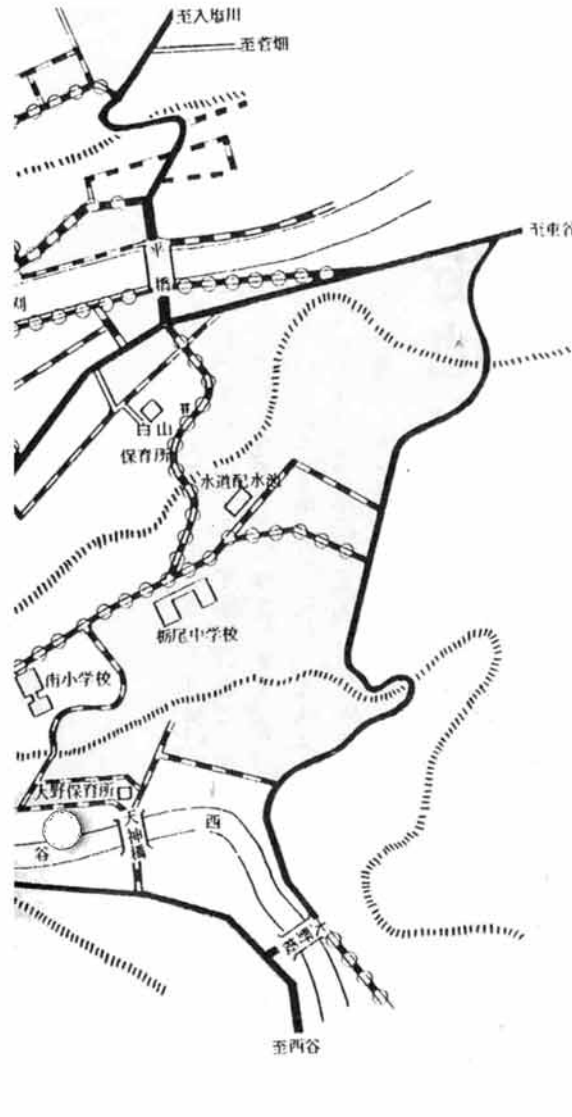 至入塩川
至菅畑
至東谷
平橋
刈
白山
保育所
水道配水池
栃尾中学校
南小学校
大野保育所
天神橋
西
谷
至西谷